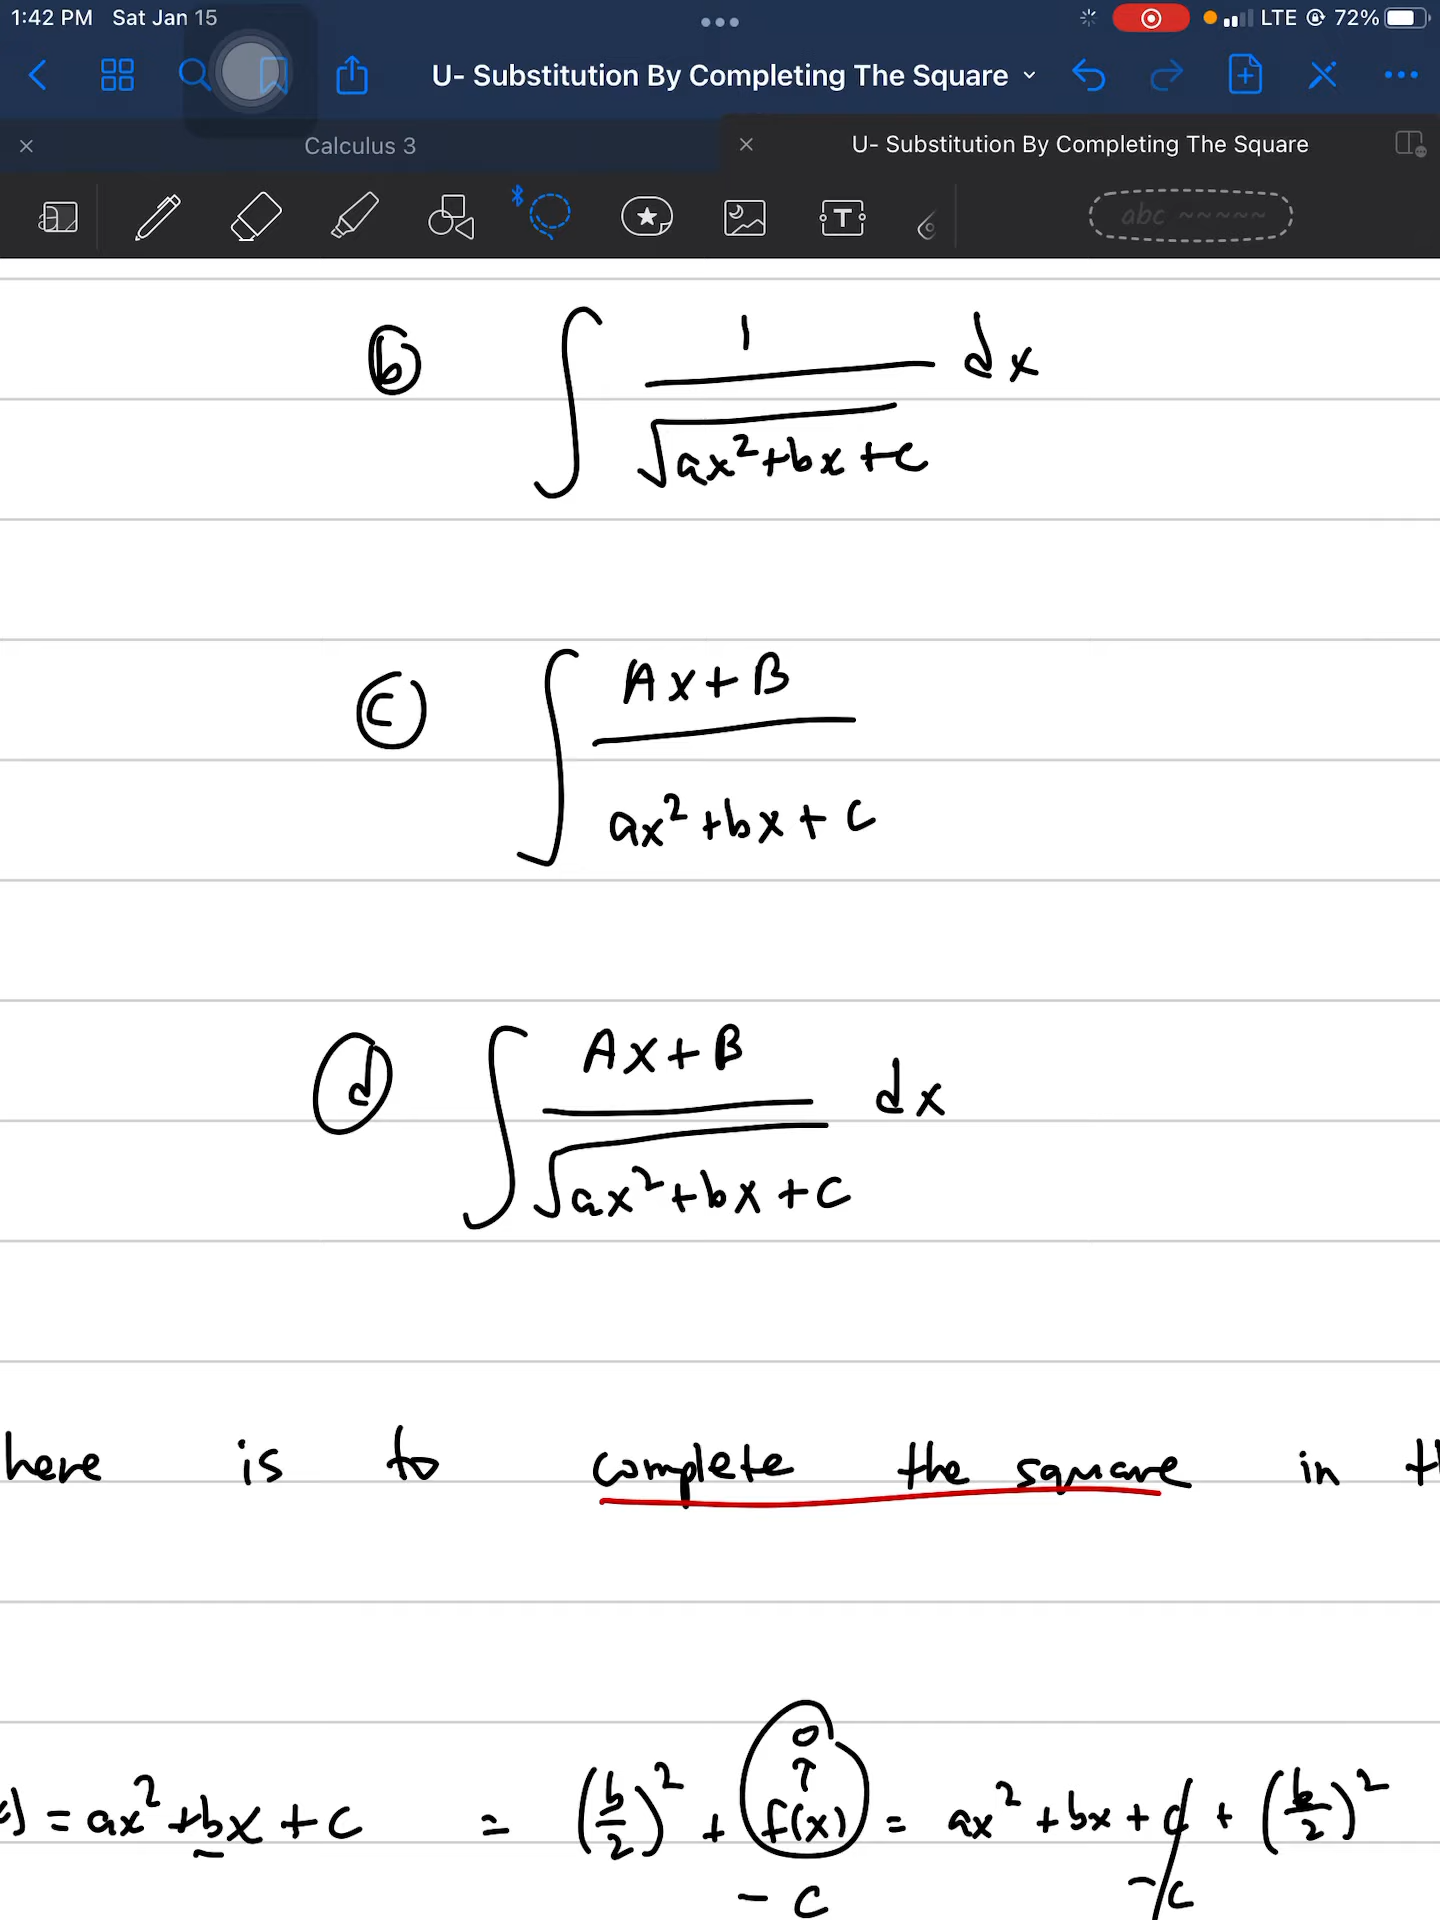 1:42 PM Sat Jan 15 LTE 72%
U- Substitution By Completing The Square
Calculus 3
U- Substitution By Completing The Square
abc
(b) ∫ 1 / √(ax²+bx+c) dx
(c) ∫ Ax+B / ax²+bx+c
(d) ∫ Ax+B / √(ax²+bx+c) dx
here is to complete the square in
= ax²+bx+c = (b/2)² + f(x) = ax²+bx+c + (b/2)²
0
↑
-c -c